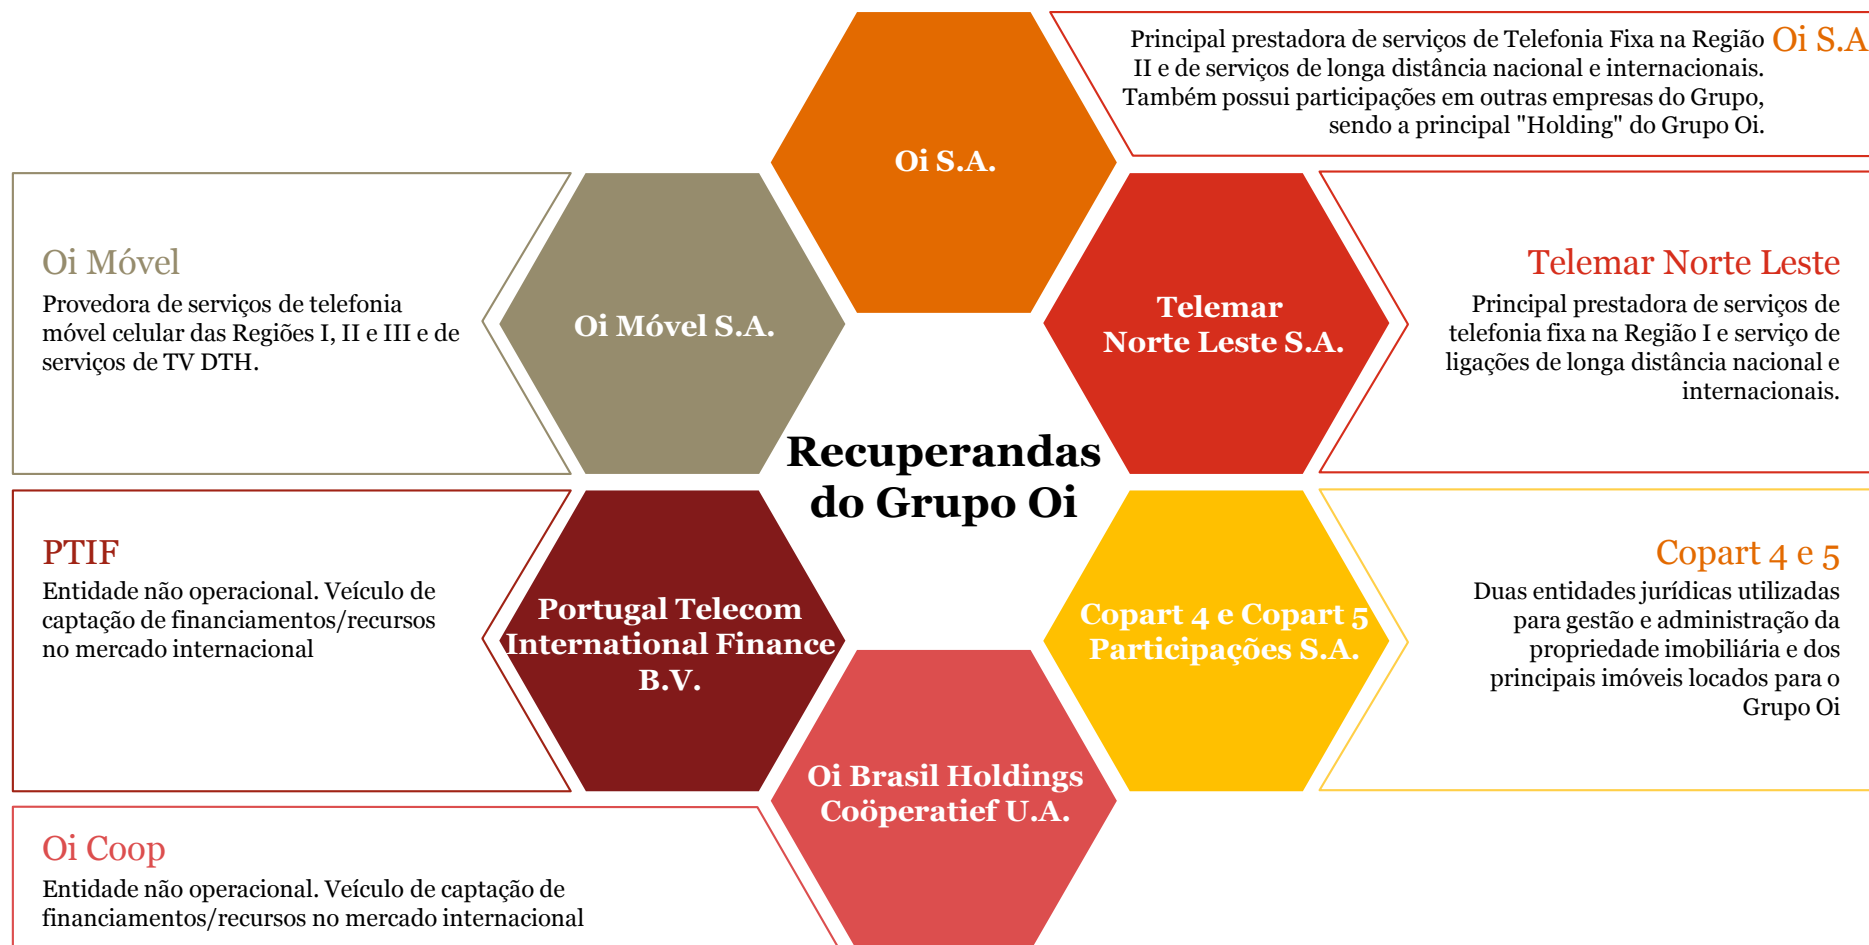 Principal prestadora de serviços de Telefonia Fixa na Região
II e de serviços de longa distância nacional e internacionais.
Também possui participações em outras empresas do Grupo,
sendo a principal "Holding" do Grupo Oi.
Oi S.A
Oi S.A.
Oi Móvel
Provedora de serviços de telefonia
móvel celular das Regiões I, II e III e de
serviços de TV DTH.
Oi Móvel S.A.
Telemar
Norte Leste S.A.
Telemar Norte Leste
Principal prestadora de serviços de
telefonia fixa na Região I e serviço de
ligações de longa distância nacional e
internacionais.
Recuperandas
do Grupo Oi
PTIF
Entidade não operacional. Veículo de
captação de financiamentos/recursos
no mercado internacional
Portugal Telecom
International Finance
B.V.
Copart 4 e Copart 5
Participações S.A.
Copart 4 e 5
Duas entidades jurídicas utilizadas
para gestão e administração da
propriedade imobiliária e dos
principais imóveis locados para o
Grupo Oi
Oi Brasil Holdings
Coöperatief U.A.
Oi Coop
Entidade não operacional. Veículo de captação de
financiamentos/recursos no mercado internacional